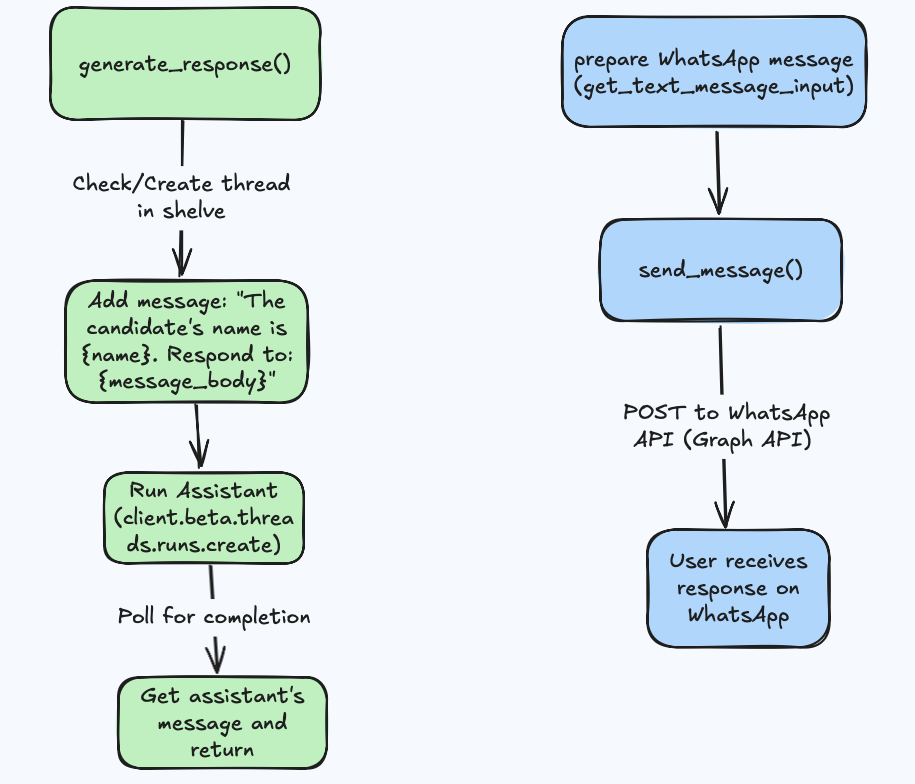 generate_response()
Check/Create thread
in shelve
Add message: "The
candidate's name is
{name}. Respond to:
{message_body}"
Run Assistant
(client.beta.threa
ds.runs.create)
Poll for completion
Get assistant's
message and
return
prepare WhatsApp message
(get_text_message_input)
send_message()
POST to WhatsApp
API (Graph API)
User receives
response on
WhatsApp